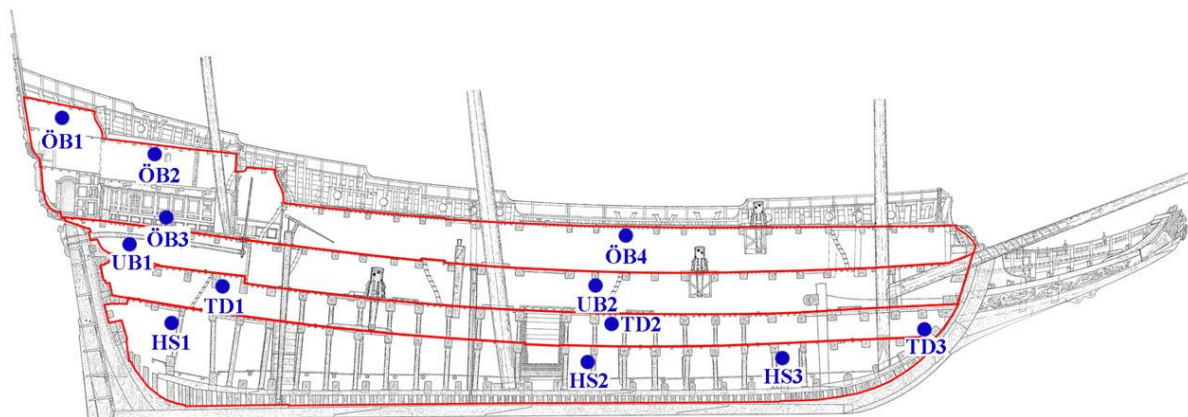 ÖB1
ÖB2
ÖB3
ÖB4
UB1
UB2
TD1
TD2
TD3
HS1
HS2
HS3